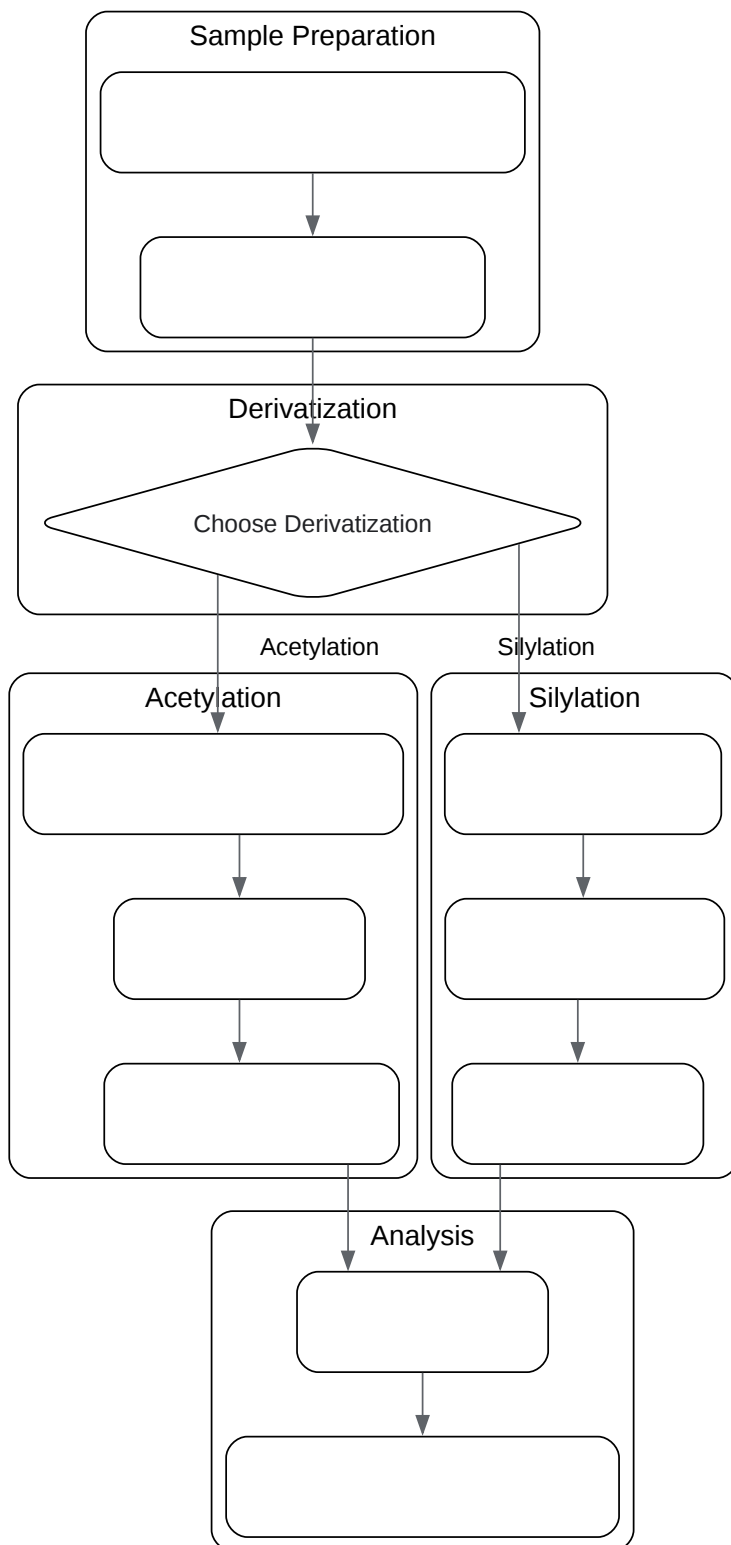 Sample Preparation
Derivatization
Choose Derivatization
Acetylation
Silylation
Acetylation
Silylation
Analysis